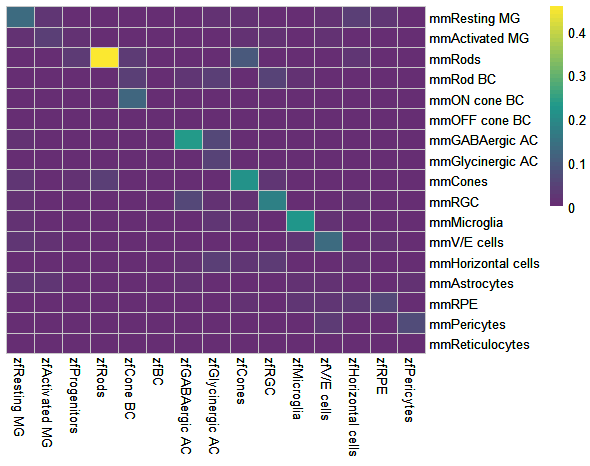 mmResting MG
mmActivated MG
mmRods
mmRod BC
mmON cone BC
mmOFF cone BC
mmGABAergic AC
mmGlycinergic AC
mmCones
mmRGC
mmMicroglia
mmV/E cells
mmHorizontal cells
mmAstrocytes
mmRPE
mmPericytes
mmReticulocytes
0.4
0.3
0.2
0.1
0
zfResting MG
zfActivated MG
zfProgenitors
zfRods
zfCone BC
zfBC
zfGABAergic AC
zfGlycinergic AC
zfCones
zfRGC
zfMicroglia
zfV/E cells
zfHorizontal cells
zfRPE
zfPericytes